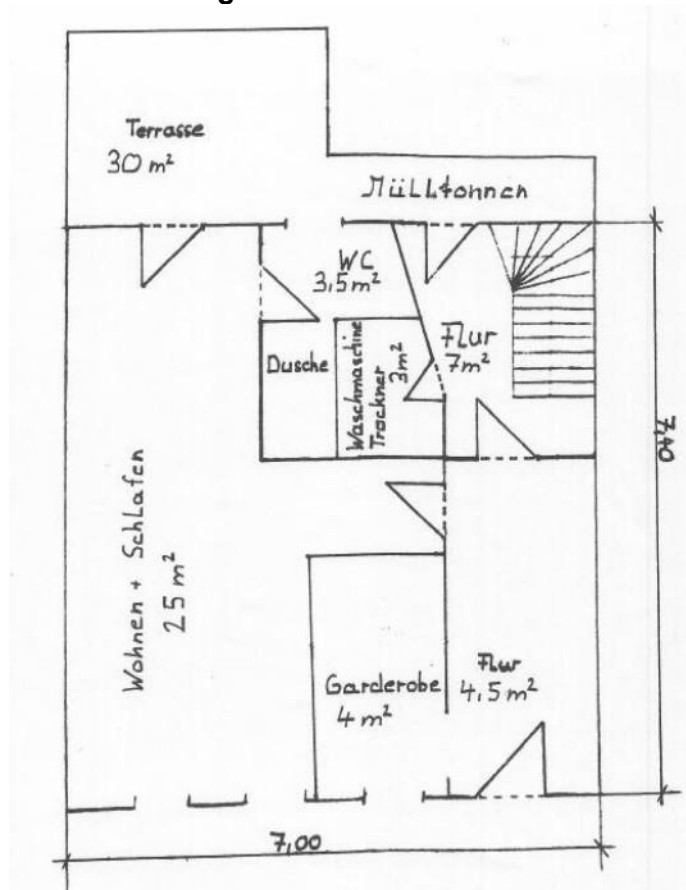 Terrasse
30 m²
Mülltonnen
WC
3,5 m²
Flur
7 m²
Dusche
Waschmaschine
Trockner
3 m²
7,40
Wohnen + Schlafen
25 m²
Garderobe
4 m²
Flur
4,5 m²
7,00